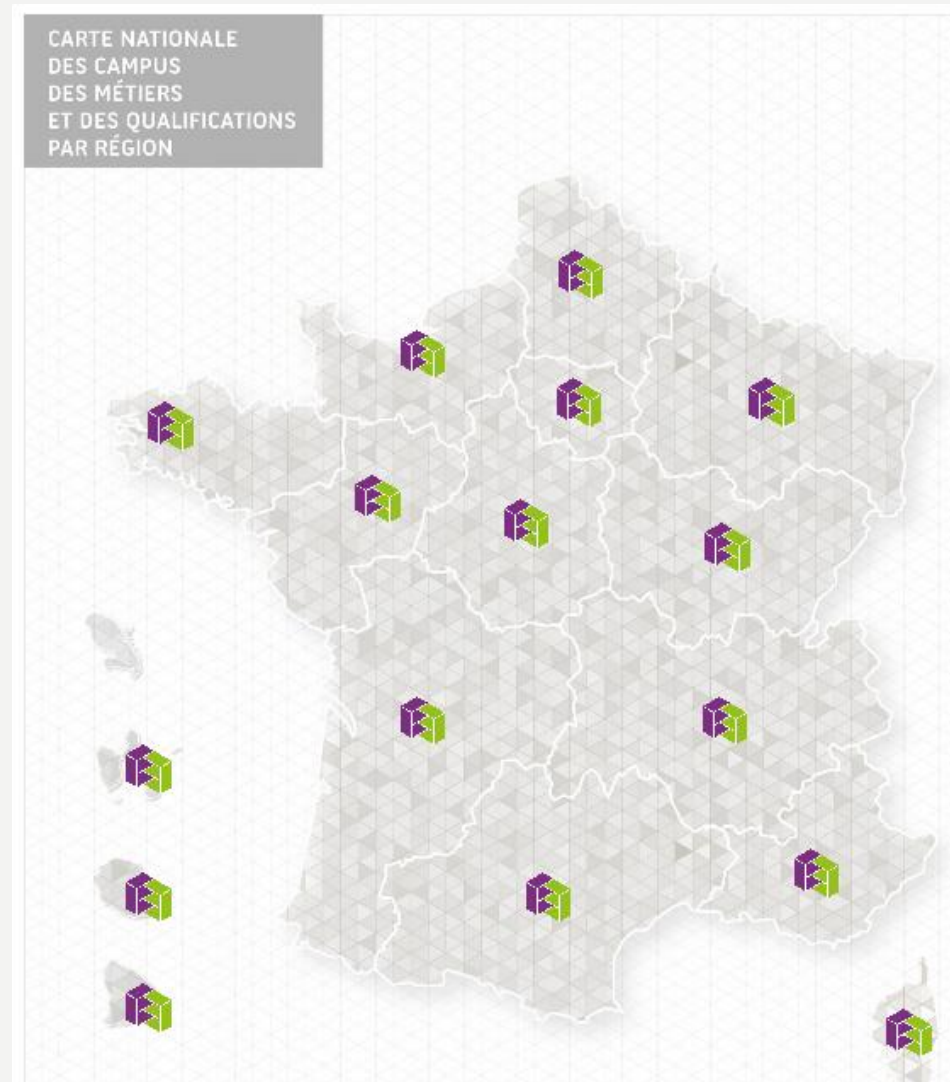 CARTE NATIONALE
DES CAMPUS
DES MÉTIERS
ET DES QUALIFICATIONS
PAR RÉGION